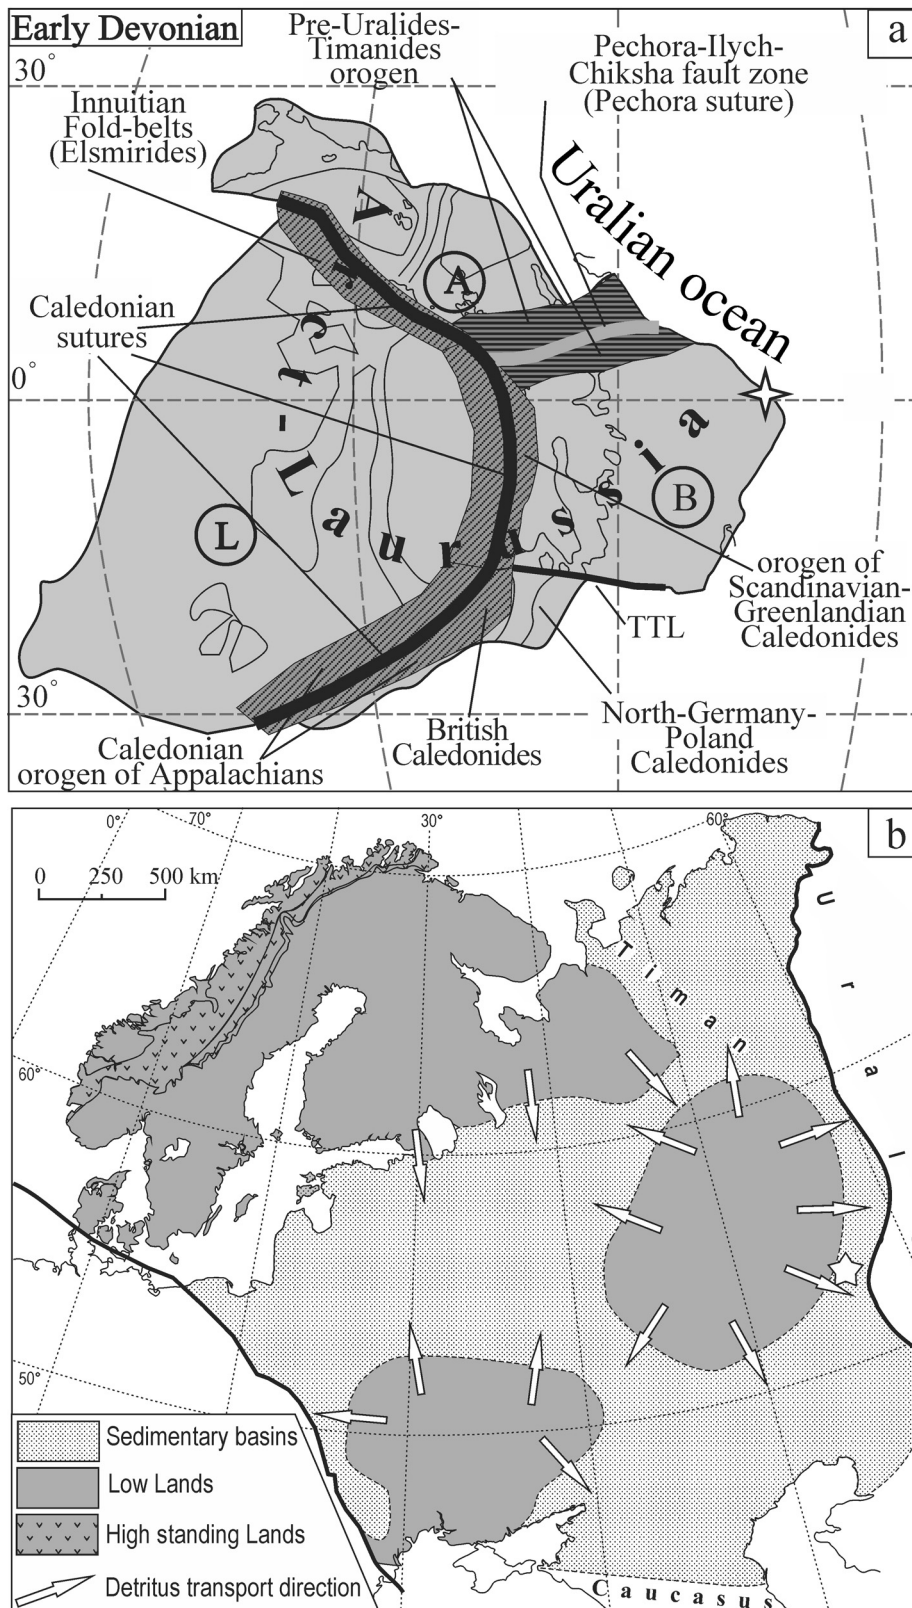 Early Devonian
a
Pre-Uralides-
Timanides
orogen
Pechora-Ilych-
Chiksha fault zone
(Pechora suture)
30°
Innuitian
Fold-belts
(Elsmirides)
Uralian ocean
A
Caledonian
sutures
0°
Arct-Laurussia
B
L
orogen of
Scandinavian-
Greenlandian
Caledonides
TTL
30°
Caledonian
orogen of Appalachians
British
Caledonides
North-Germany-
Poland
Caledonides
b
0°
70°
30°
60°
0 250 500 km
Ural
Timan
60°
50°
Sedimentary basins
Low Lands
High standing Lands
Detritus transport direction
Caucasus